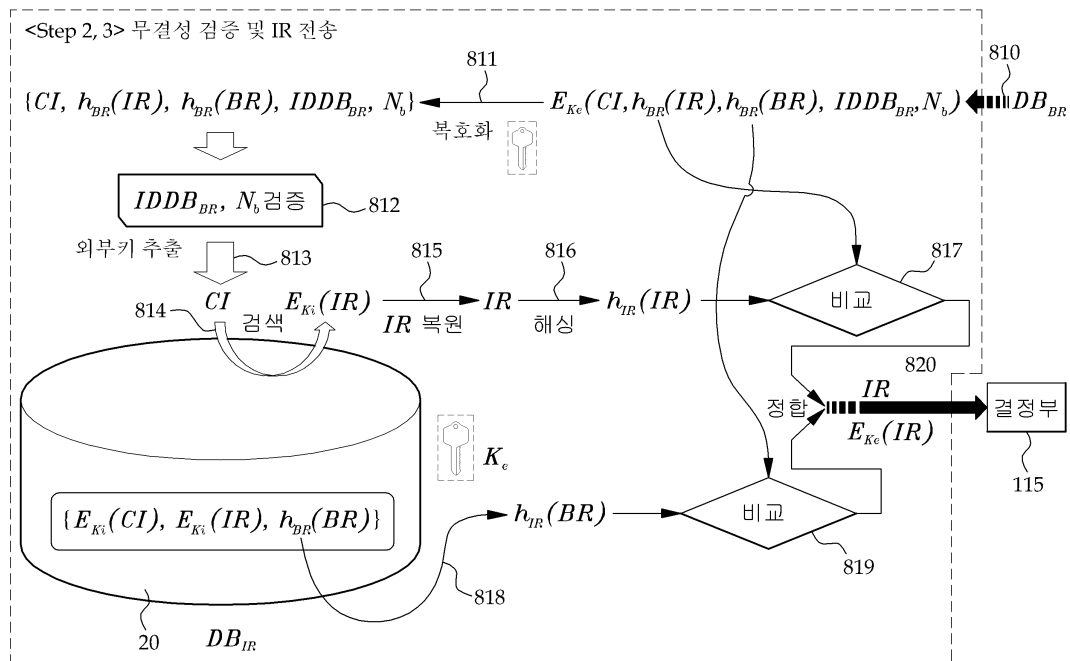 <Step 2, 3> 무결성 검증 및 IR 전송
811
810
{CI, h_BR(IR), h_BR(BR), IDDB_BR, N_b}
E_Ke(CI,h_BR(IR),h_BR(BR), IDDB_BR,N_b)
DB_BR
복호화
IDDB_BR, N_b검증
812
외부키 추출
813
815
816
817
CI
E_Ki(IR)
IR
h_IR(IR)
비교
814
검색
IR 복원
해싱
820
정합
IR
결정부
E_Ke(IR)
K_e
115
{E_Ki(CI), E_Ki(IR), h_BR(BR)}
h_IR(BR)
비교
819
818
20
DB_IR